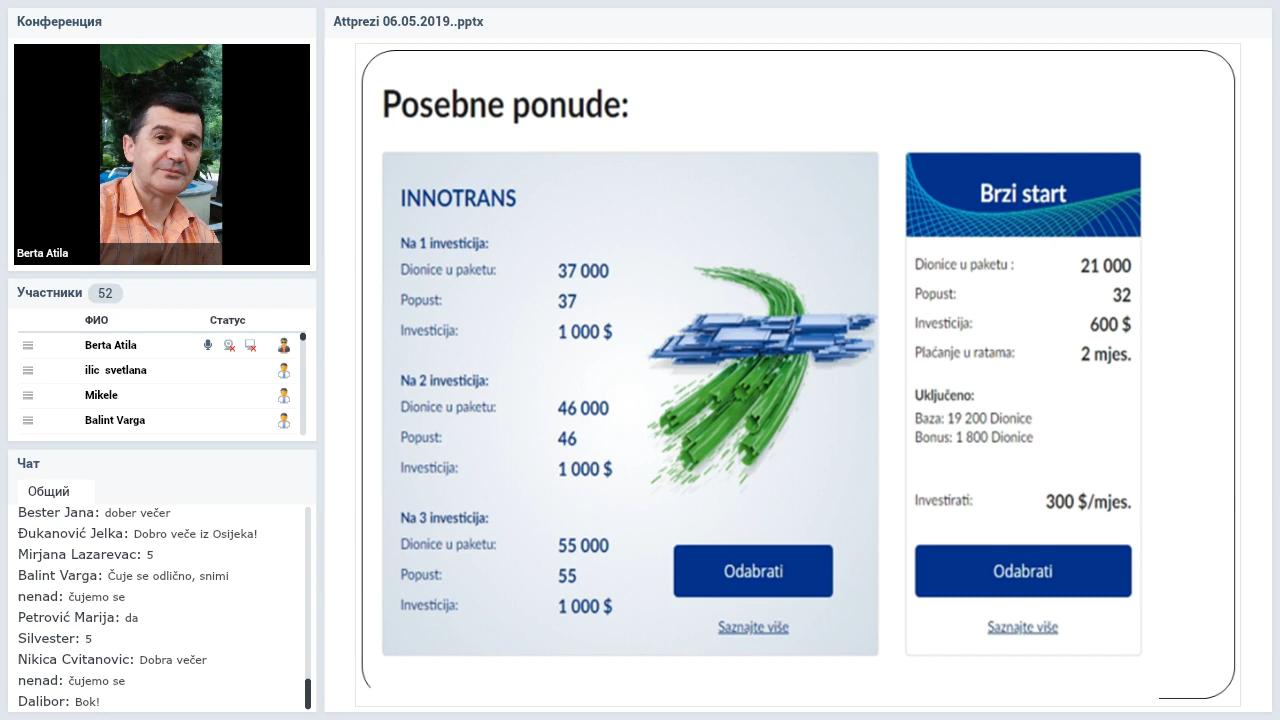 Конференция
Berta Atila
Участники 52
ФИО Статус
Berta Atila
ilic svetlana
Mikele
Balint Varga
Чат
Общий
Bester Jana: dober večer
Đukanović Jelka: Dobro veče iz Osijeka!
Mirjana Lazarevac: 5
Balint Varga: Čuje se odlično, snimi
nenad: čujemo se
Petrović Marija: da
Silvester: 5
Nikica Cvitanovic: Dobra večer
nenad: čujemo se
Dalibor: Bok!
Attprezi 06.05.2019..pptx
Posebne ponude:
INNOTRANS
Na 1 investicija:
Dionice u paketu: 37 000
Popust: 37
Investicija: 1 000 $
Na 2 investicija:
Dionice u paketu: 46 000
Popust: 46
Investicija: 1 000 $
Na 3 investicija:
Dionice u paketu: 55 000
Popust: 55
Investicija: 1 000 $
Odabrati
Saznajte više
Brzi start
Dionice u paketu : 21 000
Popust: 32
Investicija: 600 $
Plaćanje u ratama: 2 mjes.
Uključeno:
Baza: 19 200 Dionice
Bonus: 1 800 Dionice
Investirati: 300 $/mjes.
Odabrati
Saznajte više